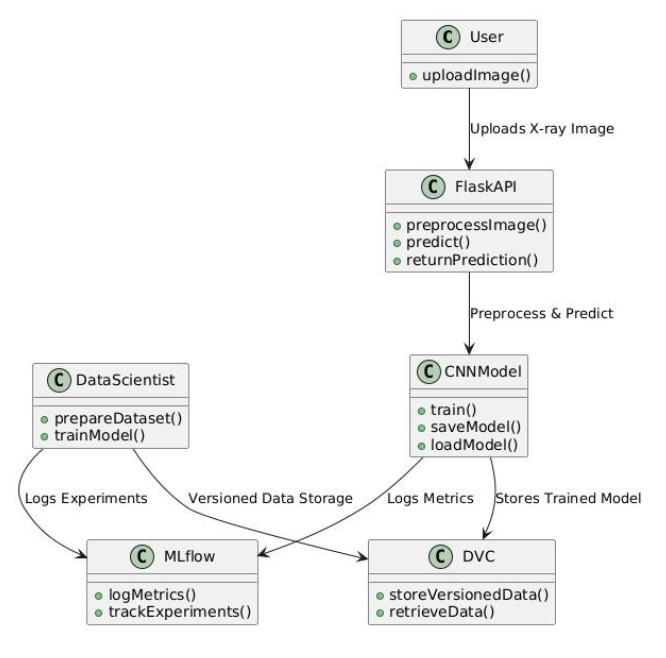 C User
uploadImage()
Uploads X-ray Image
C FlaskAPI
preprocessImage()
predict()
returnPrediction()
Preprocess & Predict
C DataScientist
prepareDataset()
trainModel()
C CNNModel
train()
saveModel()
loadModel()
Logs Experiments
Versioned Data Storage
Logs Metrics
Stores Trained Model
C MLflow
logMetrics()
trackExperiments()
C DVC
storeVersionedData()
retrieveData()